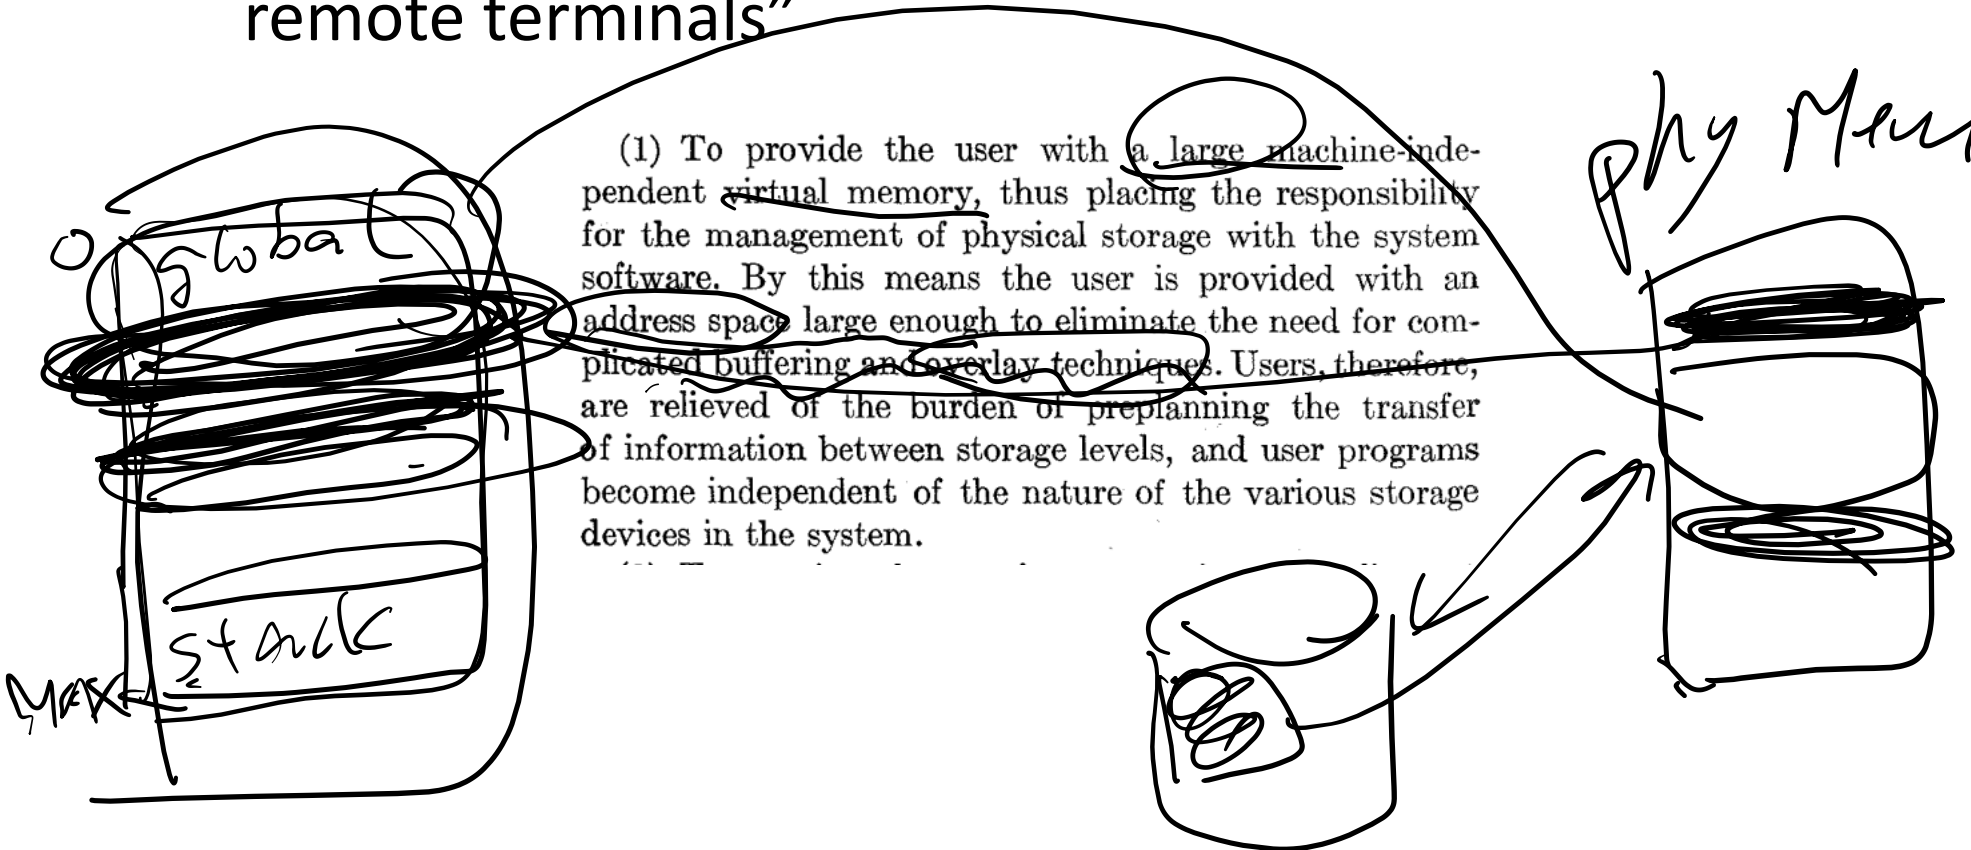 remote terminals”
phy Mem
(1) To provide the user with a large machine-inde-
pendent virtual memory, thus placing the responsibility
for the management of physical storage with the system
software. By this means the user is provided with an
address space large enough to eliminate the need for com-
plicated buffering and overlay techniques. Users, therefore,
are relieved of the burden of preplanning the transfer
of information between storage levels, and user programs
become independent of the nature of the various storage
devices in the system.
0 global
stack
MAX